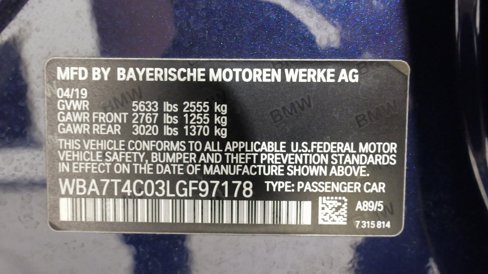 MFD BY BAYERISCHE MOTOREN WERKE AG
04/19
GVWR 5633 lbs 2555 kg
GAWR FRONT 2767 lbs 1255 kg
GAWR REAR 3020 lbs 1370 kg
THIS VEHICLE CONFORMS TO ALL APPLICABLE U.S.FEDERAL MOTOR
VEHICLE SAFETY, BUMPER AND THEFT PREVENTION STANDARDS
IN EFFECT ON THE DATE OF MANUFACTURE SHOWN ABOVE.
WBA7T4C03LGF97178 TYPE: PASSENGER CAR
A89/5
7 315 814